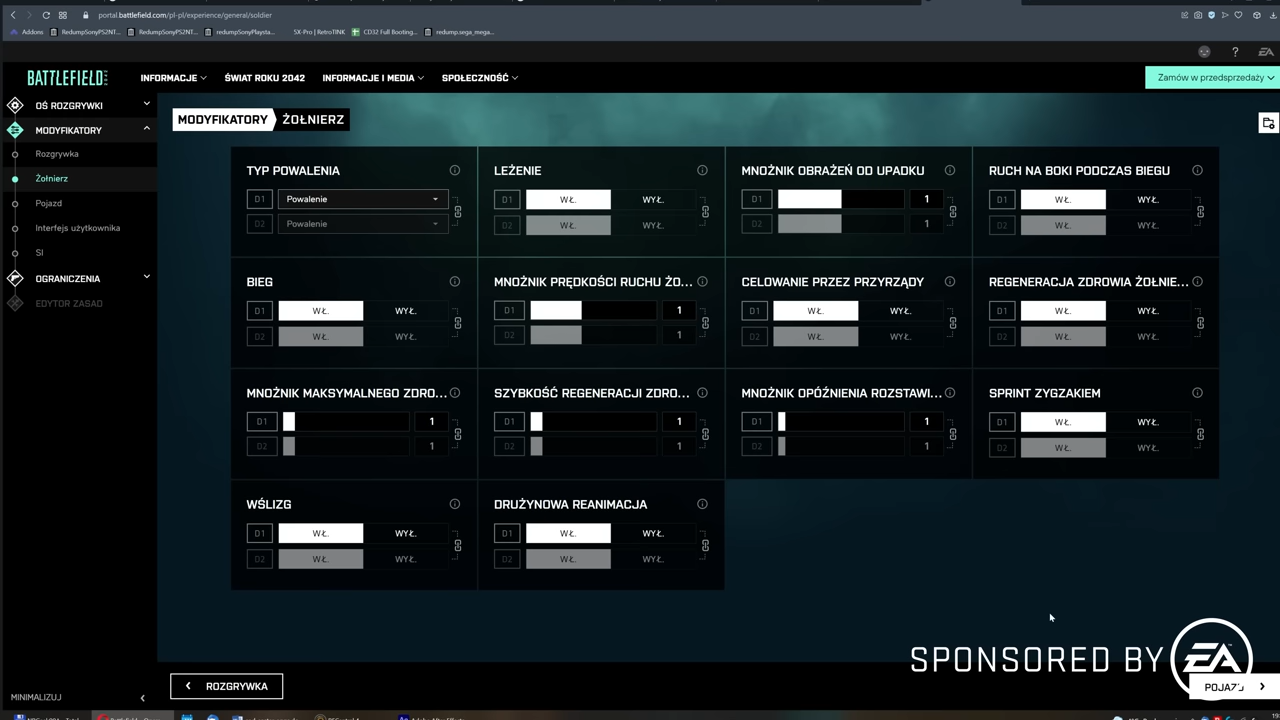 portal.battlefield.com/pl-pl/experience/general/soldier
Addons RedumpSonyPS2NT... RedumpSonyPS2NT... redumpSonyPlaysta... 5X-Pro | RetroTINK CD32 Full Booting... redump.sega_mega...
? EA
BATTLEFIELD INFORMACJE ŚWIAT ROKU 2042 INFORMACJE I MEDIA SPOŁECZNOŚĆ Zamów w przedsprzedaży
OŚ ROZGRYWKI
MODYFIKATORY
Rozgrywka
Żołnierz
Pojazd
Interfejs użytkownika
SI
OGRANICZENIA
EDYTOR ZASAD
MINIMALIZUJ
MODYFIKATORY ŻOŁNIERZ
TYP POWALENIA
D1 Powalenie
D2 Powalenie
LEŻENIE
D1 WŁ. WYŁ.
D2 WŁ. WYŁ.
MNOŻNIK OBRAŻEŃ OD UPADKU
D1 1
D2 1
RUCH NA BOKI PODCZAS BIEGU
D1 WŁ. WYŁ.
D2 WŁ. WYŁ.
BIEG
D1 WŁ. WYŁ.
D2 WŁ. WYŁ.
MNOŻNIK PRĘDKOŚCI RUCHU ŻO...
D1 1
D2 1
CELOWANIE PRZEZ PRZYRZĄDY
D1 WŁ. WYŁ.
D2 WŁ. WYŁ.
REGENERACJA ZDROWIA ŻOŁNIE...
D1 WŁ. WYŁ.
D2 WŁ. WYŁ.
MNOŻNIK MAKSYMALNEGO ZDRO...
D1 1
D2 1
SZYBKOŚĆ REGENERACJI ZDRO...
D1 1
D2 1
MNOŻNIK OPÓŹNIENIA ROZSTAWI...
D1 1
D2 1
SPRINT ZYGZAKIEM
D1 WŁ. WYŁ.
D2 WŁ. WYŁ.
WŚLIZG
D1 WŁ. WYŁ.
D2 WŁ. WYŁ.
DRUŻYNOWA REANIMACJA
D1 WŁ. WYŁ.
D2 WŁ. WYŁ.
SPONSORED BY EA
ROZGRYWKA
POJAZD